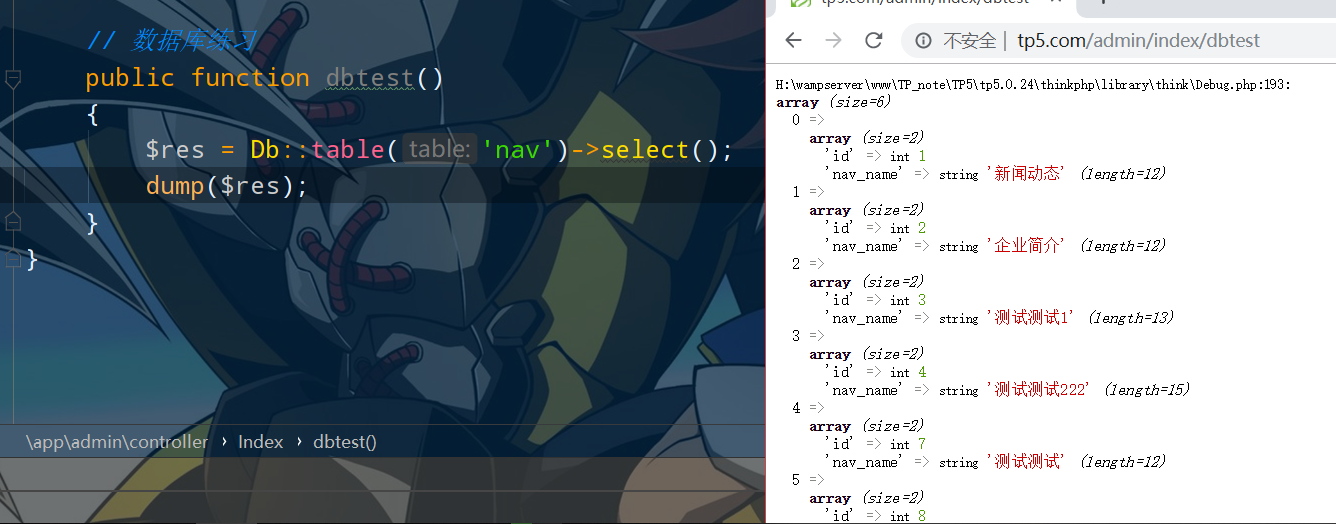 // 数据库练习
public function dbtest()
{
$res = Db::table( table: 'nav')->select();
dump($res);
}
}
\app\admin\controller › Index › dbtest()
tp5.com/admin/index/dbtest
不安全 | tp5.com/admin/index/dbtest
H:\wampserver\www\TP_note\TP5\tp5.0.24\thinkphp\library\think\Debug.php:193:
array (size=6)
0 =>
array (size=2)
'id' => int 1
'nav_name' => string '新闻动态' (length=12)
1 =>
array (size=2)
'id' => int 2
'nav_name' => string '企业简介' (length=12)
2 =>
array (size=2)
'id' => int 3
'nav_name' => string '测试测试1' (length=13)
3 =>
array (size=2)
'id' => int 4
'nav_name' => string '测试测试222' (length=15)
4 =>
array (size=2)
'id' => int 7
'nav_name' => string '测试测试' (length=12)
5 =>
array (size=2)
'id' => int 8